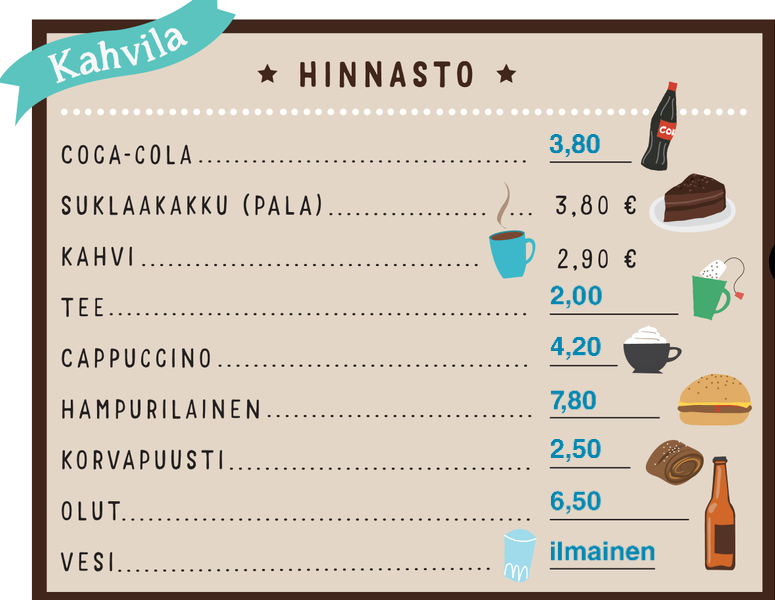 Kahvila
★ HINNASTO ★
COCA-COLA 3,80
SUKLAAKAKKU (PALA) 3,80 €
KAHVI 2,90 €
TEE 2,00
CAPPUCCINO 4,20
HAMPURILAINEN 7,80
KORVAPUUSTI 2,50
OLUT 6,50
VESI ilmainen